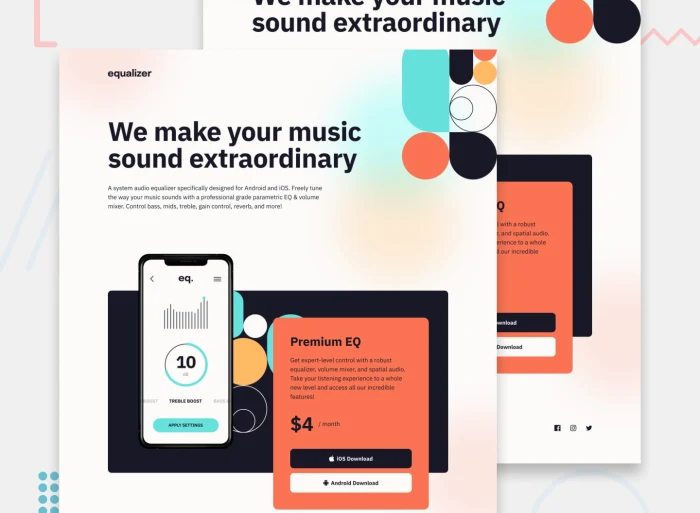 We make your music
sound extraordinary
equalizer
We make your music
sound extraordinary
A system audio equalizer specifically designed for Android and iOS. Freely tune
the way your music sounds with a professional grade parametric EQ & volume
mixer. Control bass, mids, treble, gain control, reverb, and more!
eq.
10
dB
BOOST
TREBLE BOOST
BASS
APPLY SETTINGS
Premium EQ
Get expert-level control with a robust
equalizer, volume mixer, and spatial audio.
Take your listening experience to a whole
new level and access all our incredible
features!
$4 / month
iOS Download
Android Download
Q
with a robust
, and spatial audio.
erience to a whole
our incredible
wnload
Download